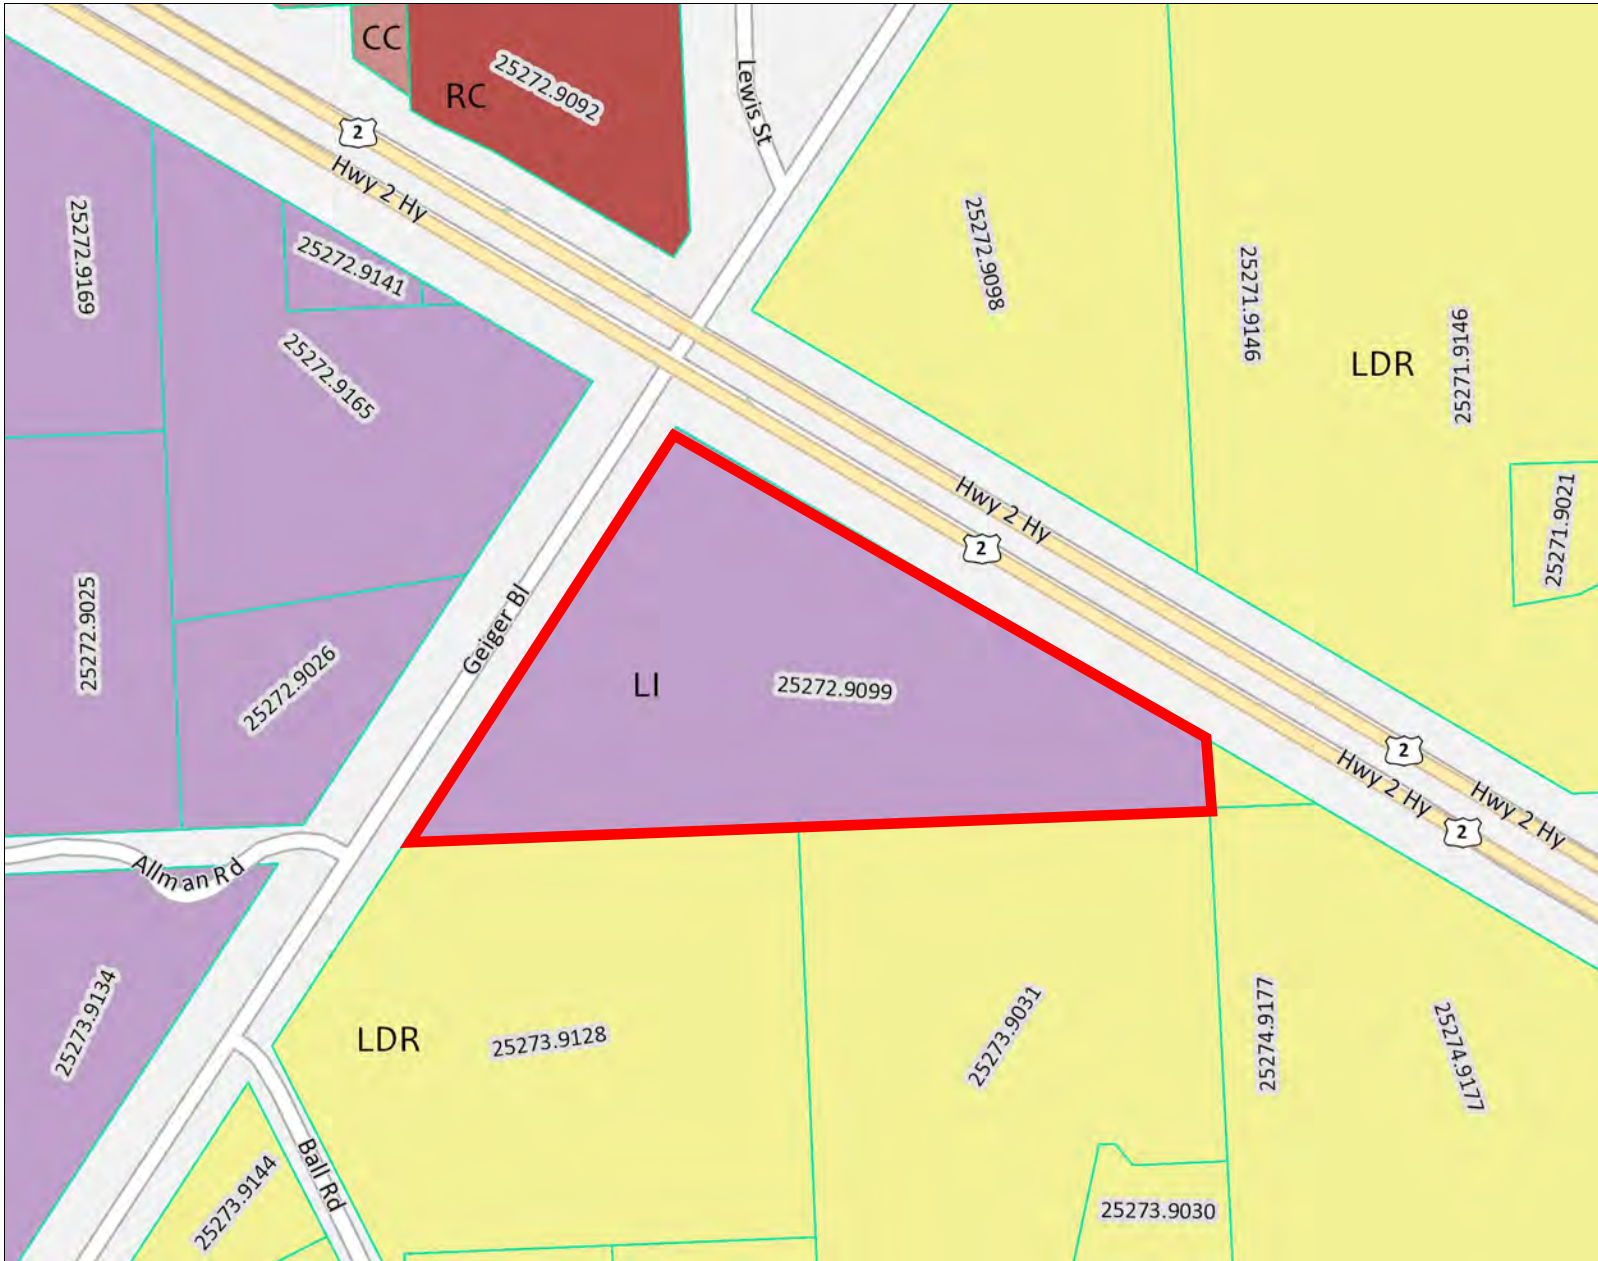 CC
RC
25272.9092
Lewis St
2
Hwy 2 Hy
25272.9169
25272.9141
25272.9098
25271.9146
25271.9146
LDR
25272.9165
Hwy 2 Hy
2
25271.9021
25272.9025
Geiger Bl
25272.9026
LI
25272.9099
2
Hwy 2 Hy
Hwy 2 Hy
2
Allman Rd
25273.9134
LDR
25273.9128
25273.9031
25274.9177
25274.9177
Ball Rd
25273.9144
25273.9030